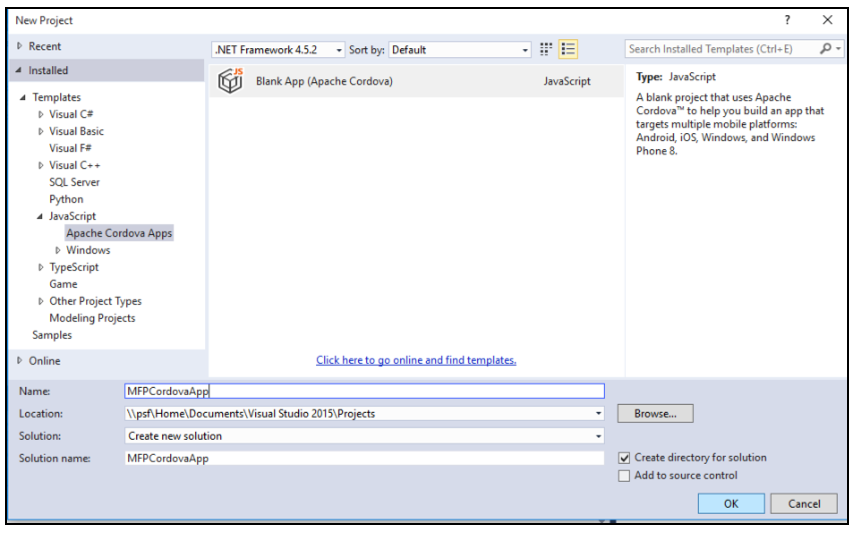 New Project
? X
Recent
.NET Framework 4.5.2 Sort by: Default
Search Installed Templates (Ctrl+E)
Installed
Templates
Visual C#
Visual Basic
Visual F#
Visual C++
SQL Server
Python
JavaScript
Apache Cordova Apps
Windows
TypeScript
Game
Other Project Types
Modeling Projects
Samples
Online
JS
Blank App (Apache Cordova) JavaScript
Click here to go online and find templates.
Type: JavaScript
A blank project that uses Apache
Cordova™ to help you build an app that
targets multiple mobile platforms:
Android, iOS, Windows, and Windows
Phone 8.
Name: MFPCordovaApp
Location: \\psf\Home\Documents\Visual Studio 2015\Projects Browse...
Solution: Create new solution
Solution name: MFPCordovaApp
Create directory for solution
Add to source control
OK Cancel